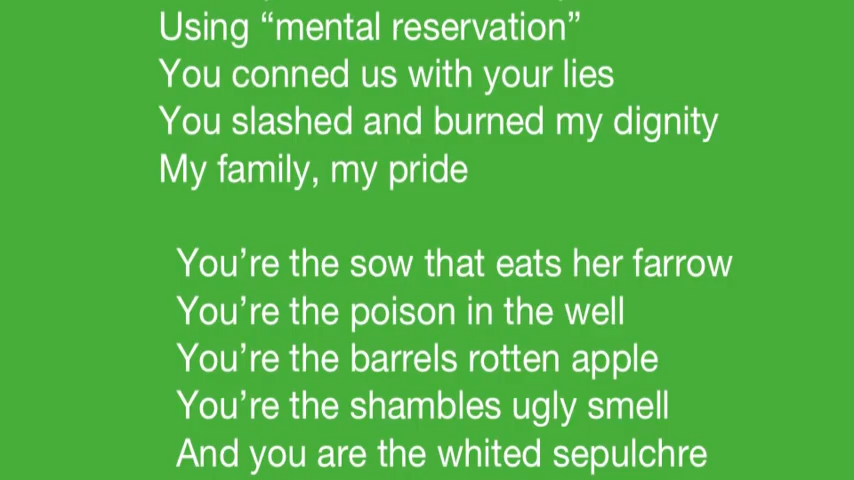 Using “mental reservation”
You conned us with your lies
You slashed and burned my dignity
My family, my pride
You’re the sow that eats her farrow
You’re the poison in the well
You’re the barrels rotten apple
You’re the shambles ugly smell
And you are the whited sepulchre